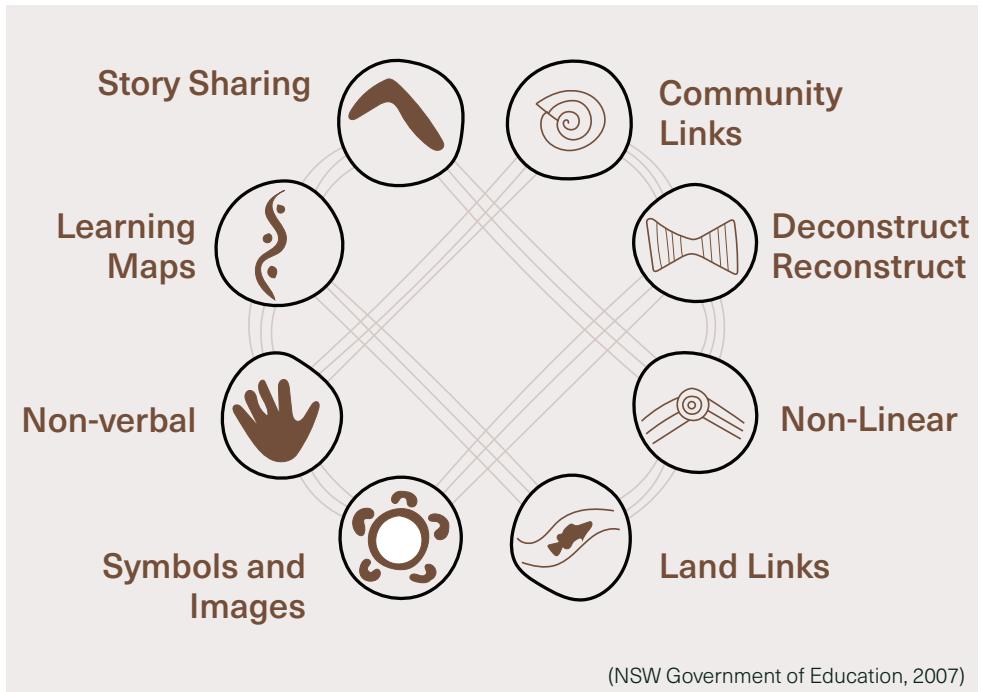 Story Sharing
Community
Links
Learning
Maps
Deconstruct
Reconstruct
Non-verbal
Non-Linear
Symbols and
Images
Land Links
(NSW Government of Education, 2007)